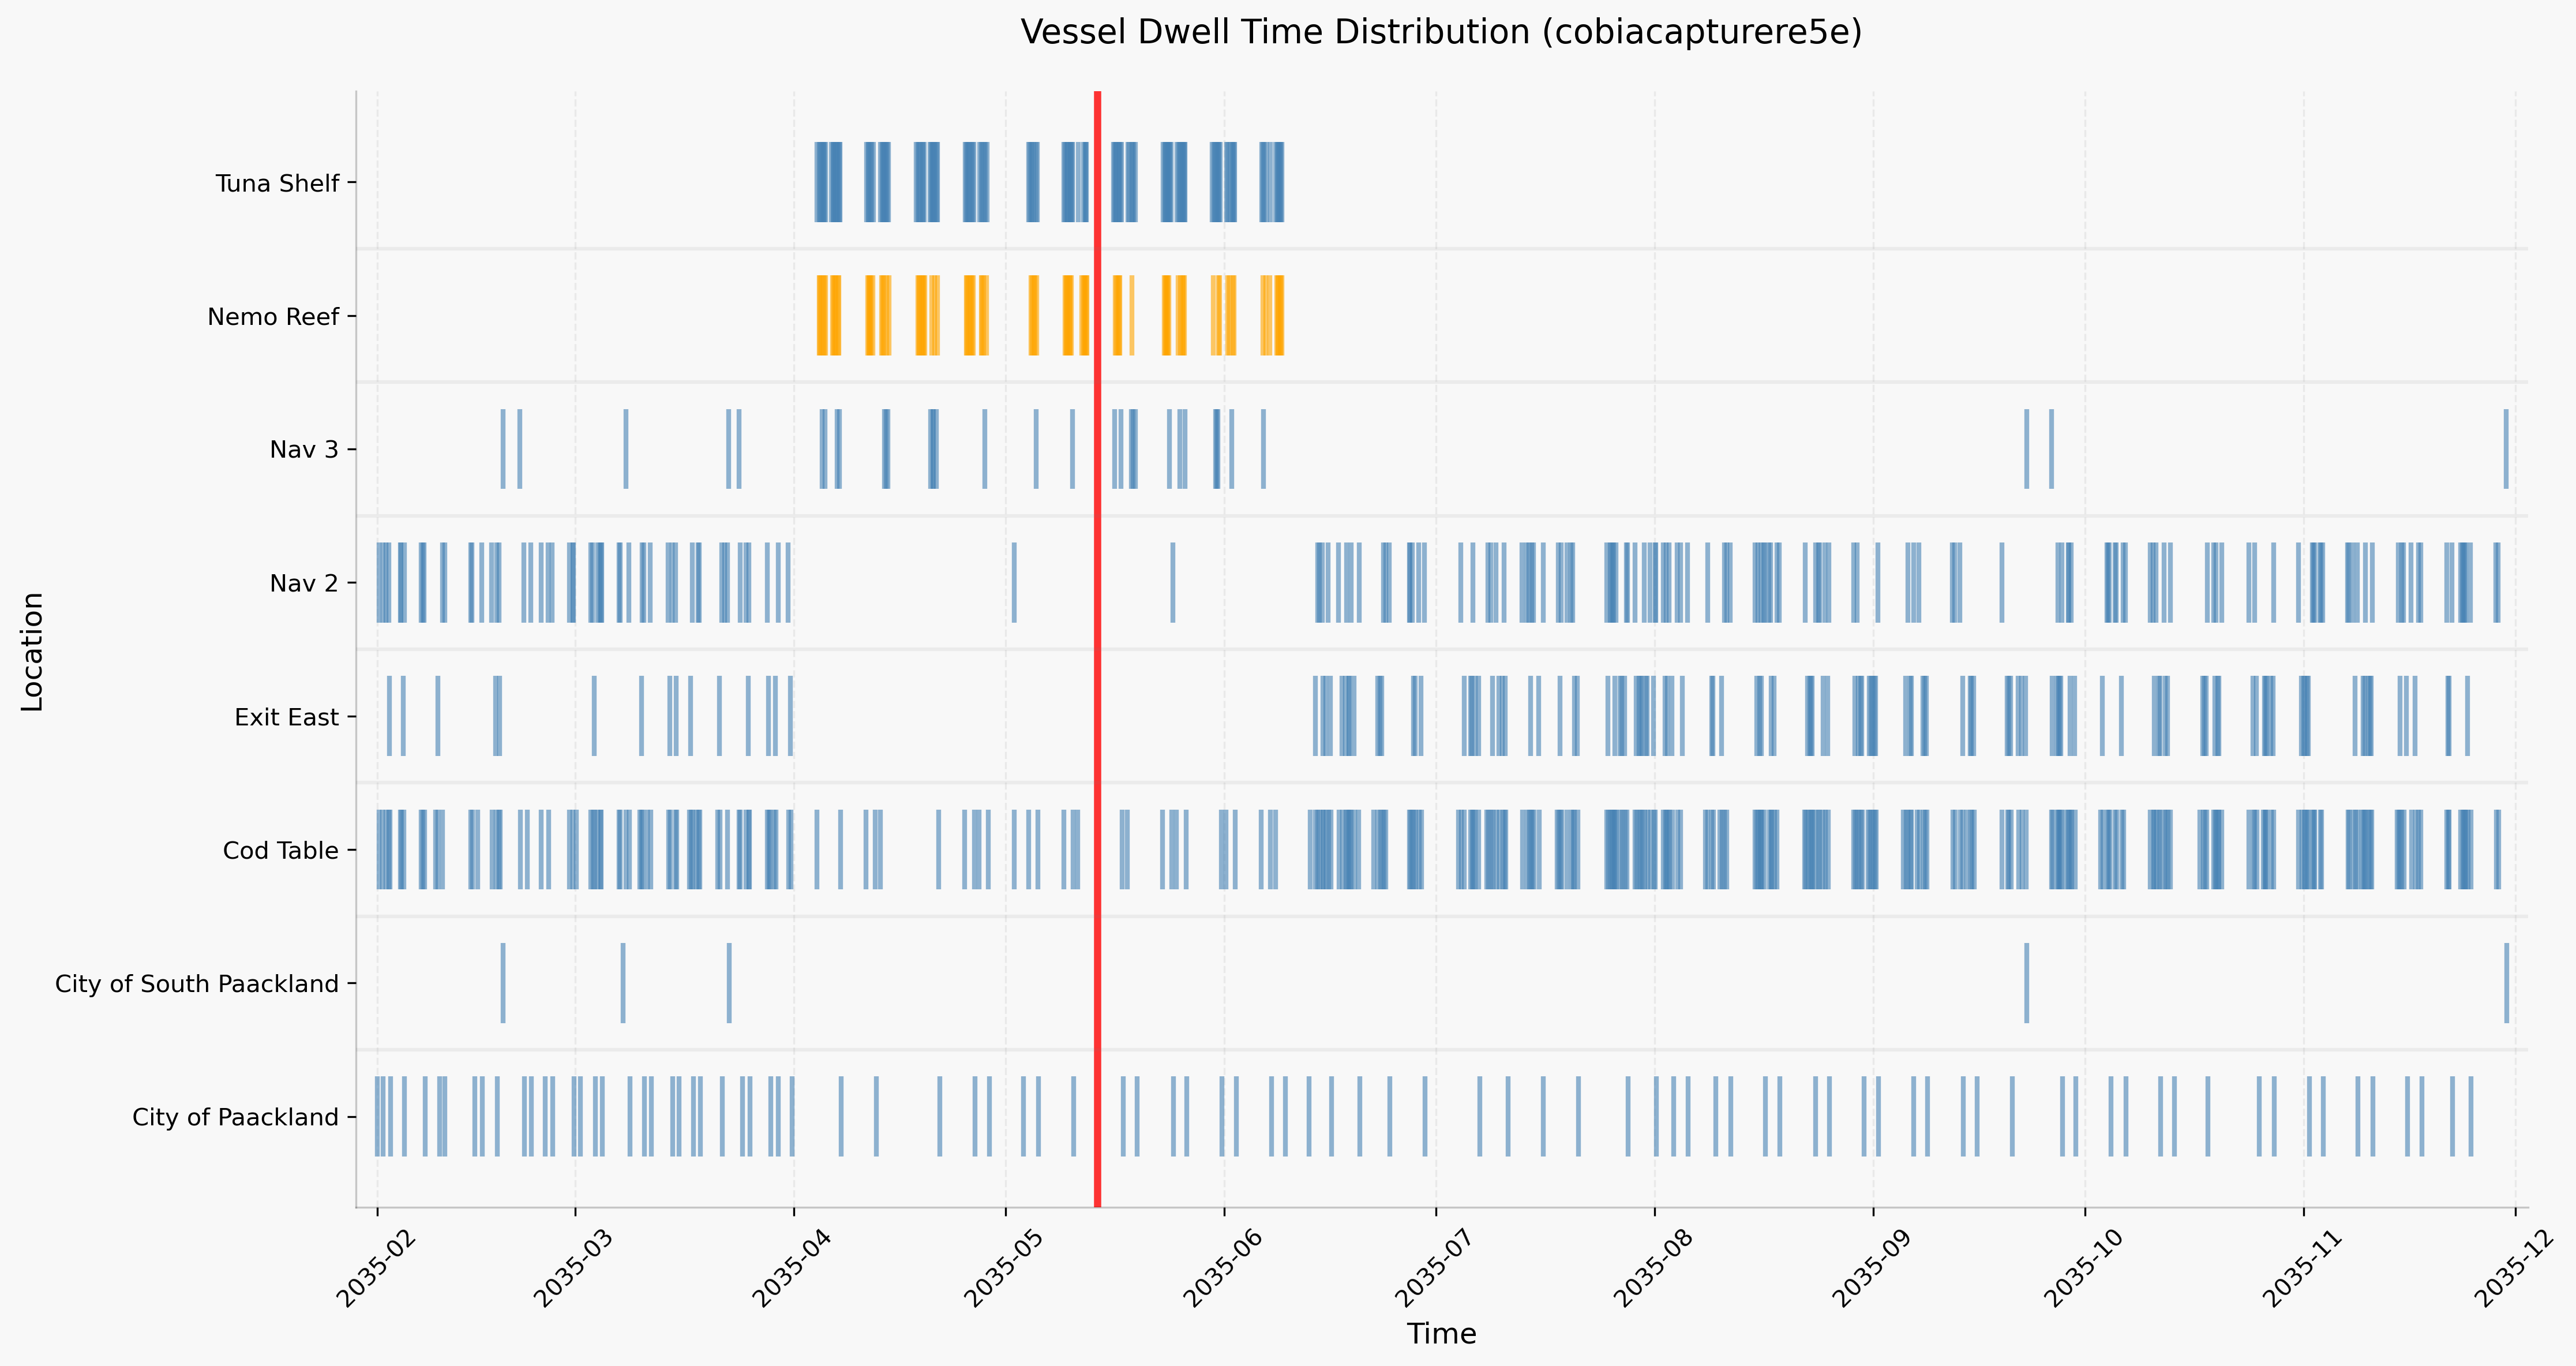 Vessel Dwell Time Distribution (cobiacapturere5e)
Tuna Shelf
Nemo Reef
Nav 3
Nav 2
Exit East
Cod Table
City of South Paackland
City of Paackland
Location
2035-02
2035-03
2035-04
2035-05
2035-06
2035-07
2035-08
2035-09
2035-10
2035-11
2035-12
Time